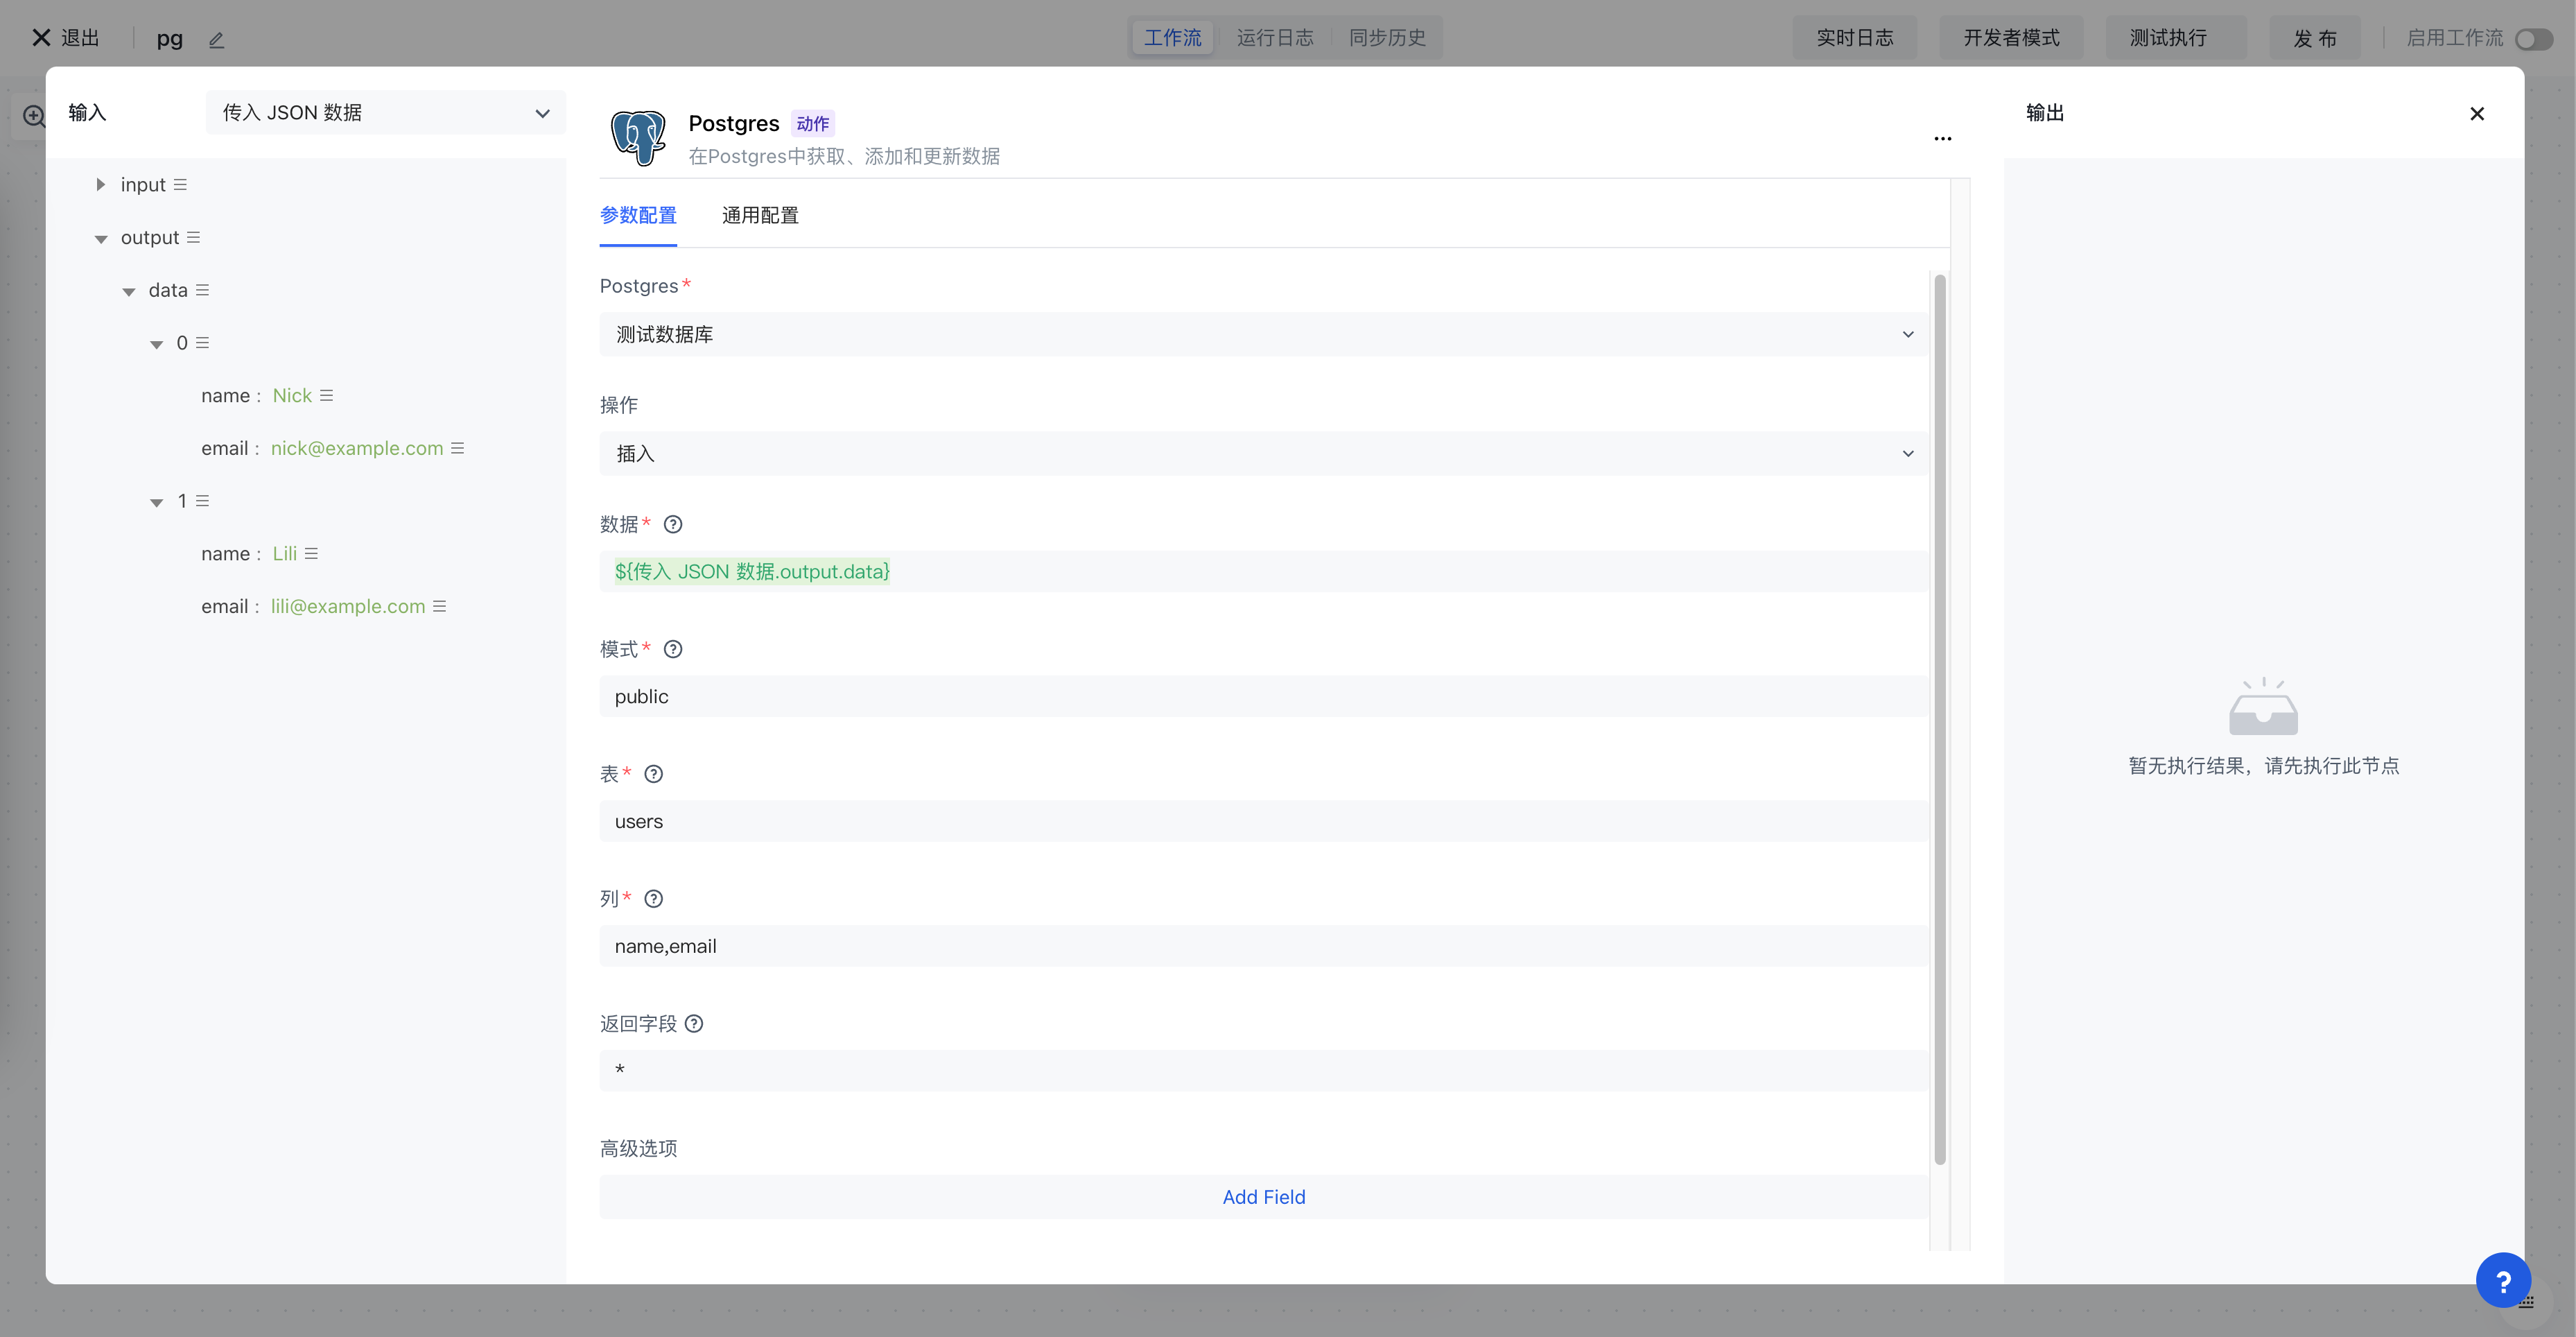 退出
pg
工作流
运行日志
同步历史
实时日志
开发者模式
测试执行
发 布
启用工作流
输入
传入 JSON 数据
input
output
data
0
name : Nick
email : nick@example.com
1
name : Lili
email : lili@example.com
Postgres 动作
在Postgres中获取、添加和更新数据
参数配置
通用配置
Postgres*
测试数据库
操作
插入
数据*
${传入 JSON 数据.output.data}
模式*
public
表*
users
列*
name,email
返回字段
*
高级选项
Add Field
输出
暂无执行结果，请先执行此节点